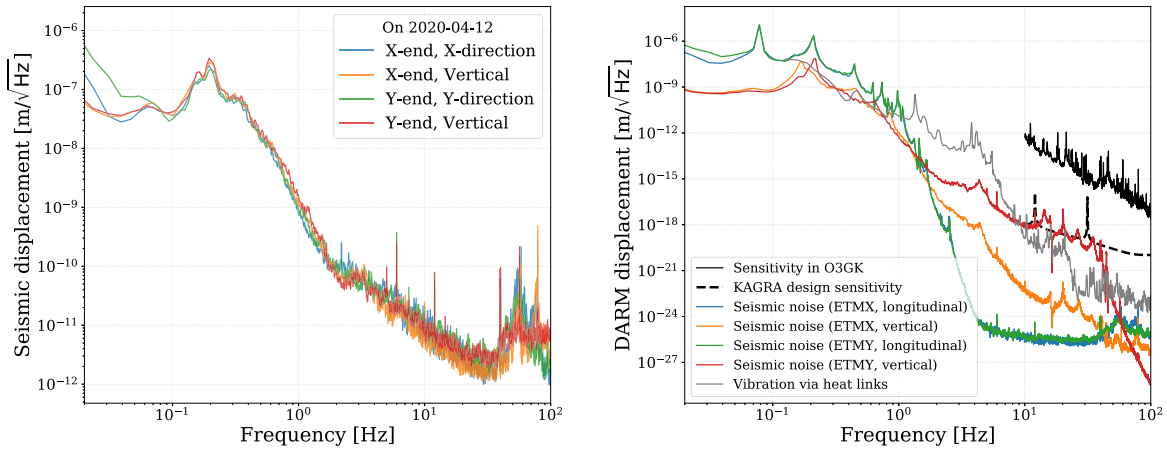 On 2020-04-12
X-end, X-direction
X-end, Vertical
Y-end, Y-direction
Y-end, Vertical
Seismic displacement [m/√Hz]
10⁻⁶
10⁻⁷
10⁻⁸
10⁻⁹
10⁻¹⁰
10⁻¹¹
10⁻¹²
10⁻¹
10⁰
10¹
10²
Frequency [Hz]
DARM displacement [m/√Hz]
10⁻⁶
10⁻⁹
10⁻¹²
10⁻¹⁵
10⁻¹⁸
10⁻²¹
10⁻²⁴
10⁻²⁷
Sensitivity in O3GK
KAGRA design sensitivity
Seismic noise (ETMX, longitudinal)
Seismic noise (ETMX, vertical)
Seismic noise (ETMY, longitudinal)
Seismic noise (ETMY, vertical)
Vibration via heat links
10⁻¹
10⁰
10¹
10²
Frequency [Hz]